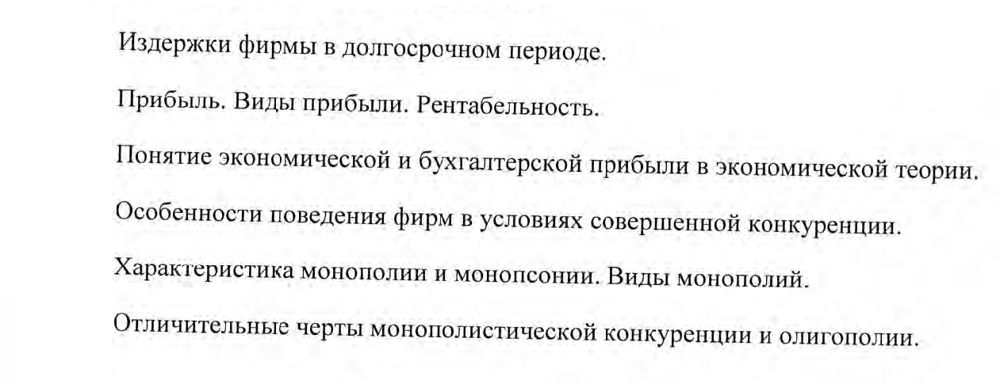 Издержки фирмы в долгосрочном периоде.
Прибыль. Виды прибыли. Рентабельность.
Понятие экономической и бухгалтерской прибыли в экономической теории.
Особенности поведения фирм в условиях совершенной конкуренции.
Характеристика монополии и монопсонии. Виды монополий.
Отличительные черты монополистической конкуренции и олигополии.